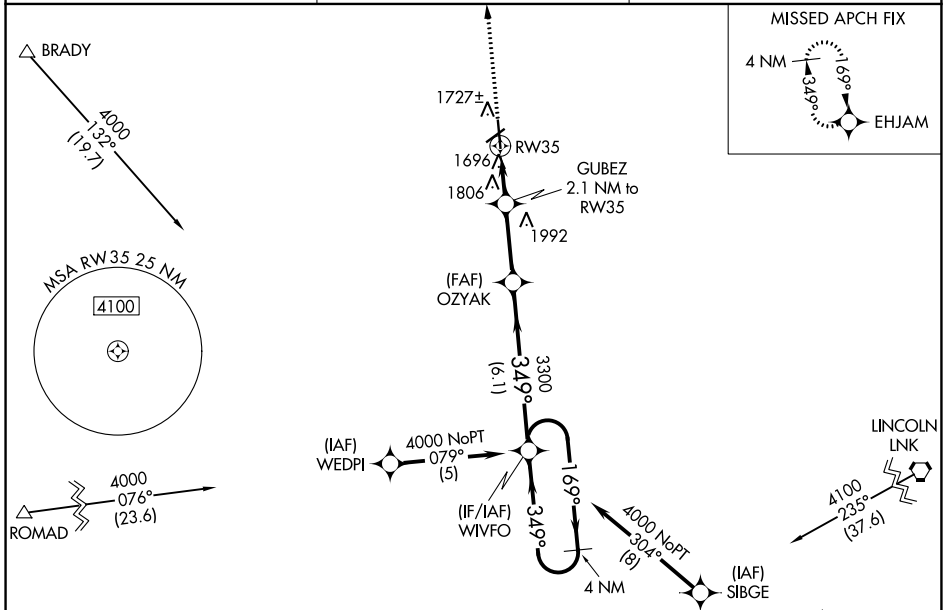 BRADY
4000
132°
(19.7)
MSA RW35 25 NM
4100
4000
076°
(23.6)
ROMAD
1727±
RW35
1696
1806
GUBEZ
2.1 NM to
RW35
1992
(FAF)
OZYAK
3300
349°
(6.1)
(IAF)
WEDPI
4000 NoPT
079°
(5)
(IF/IAF)
WIVFO
349°
169°
4 NM
4000 NoPT
304°
(8)
(IAF)
SIBGE
LINCOLN
LNK
4100
235°
(37.6)
MISSED APCH FIX
4 NM
349°
169°
EHJAM